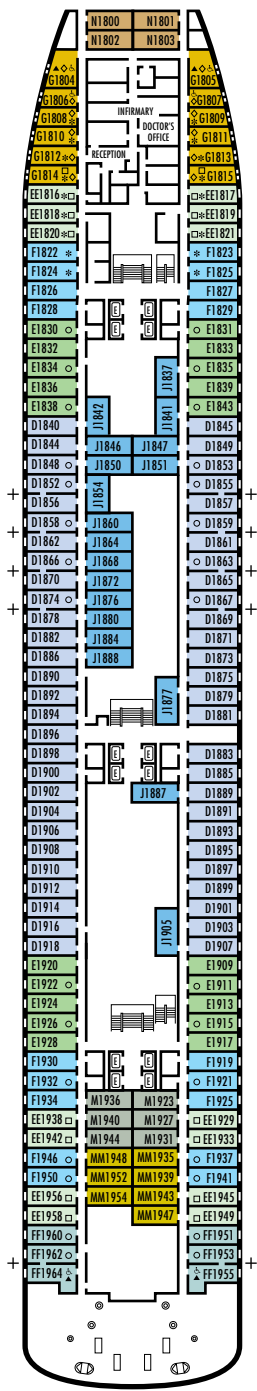 N1800 N1801
N1802 N1803
G1804 G1805
G1806 G1807
G1808 INFIRMARY G1809
G1810 DOCTOR'S OFFICE G1811
G1812 RECEPTION G1813
G1814 G1815
EE1816 EE1817
EE1818 EE1819
EE1820 EE1821
F1822 F1823
F1824 F1825
F1826 F1827
F1828 E F1829
E1830 E E1831
E1832 E1833
E1834 J1837 E1835
E1836 E1839
E1838 J1842 J1841 E1843
D1840 D1845
D1844 J1846 J1847 D1849
D1848 J1850 J1851 D1853
D1852 J1854 D1855
D1856 D1857
D1858 J1860 D1859
D1862 J1864 D1861
D1866 J1868 D1863
D1870 J1872 D1865
D1874 J1876 D1867
D1878 J1880 D1869
D1882 J1884 D1871
D1886 J1888 D1873
D1890 D1875
D1892 J1877 D1879
D1894 D1881
D1896
D1898 E E D1883
D1900 E E D1885
D1902 J1887 D1889
D1904 D1891
D1906 D1893
D1908 D1895
D1910 D1897
D1912 D1899
D1914 D1901
D1916 J1905 D1903
D1918 D1907
E1920 E1909
E1922 E1911
E1924 E1913
E1926 E1915
E1928 E1917
F1930 E E F1919
F1932 E E F1921
F1934 M1936 M1923 F1925
EE1938 M1940 M1927 EE1929
EE1942 M1944 M1931 EE1933
F1946 MM1948 MM1935 F1937
F1950 MM1952 MM1939 F1941
EE1956 MM1954 MM1943 EE1945
EE1958 MM1947 EE1949
FF1960 FF1951
FF1962 FF1953
FF1964 FF1955